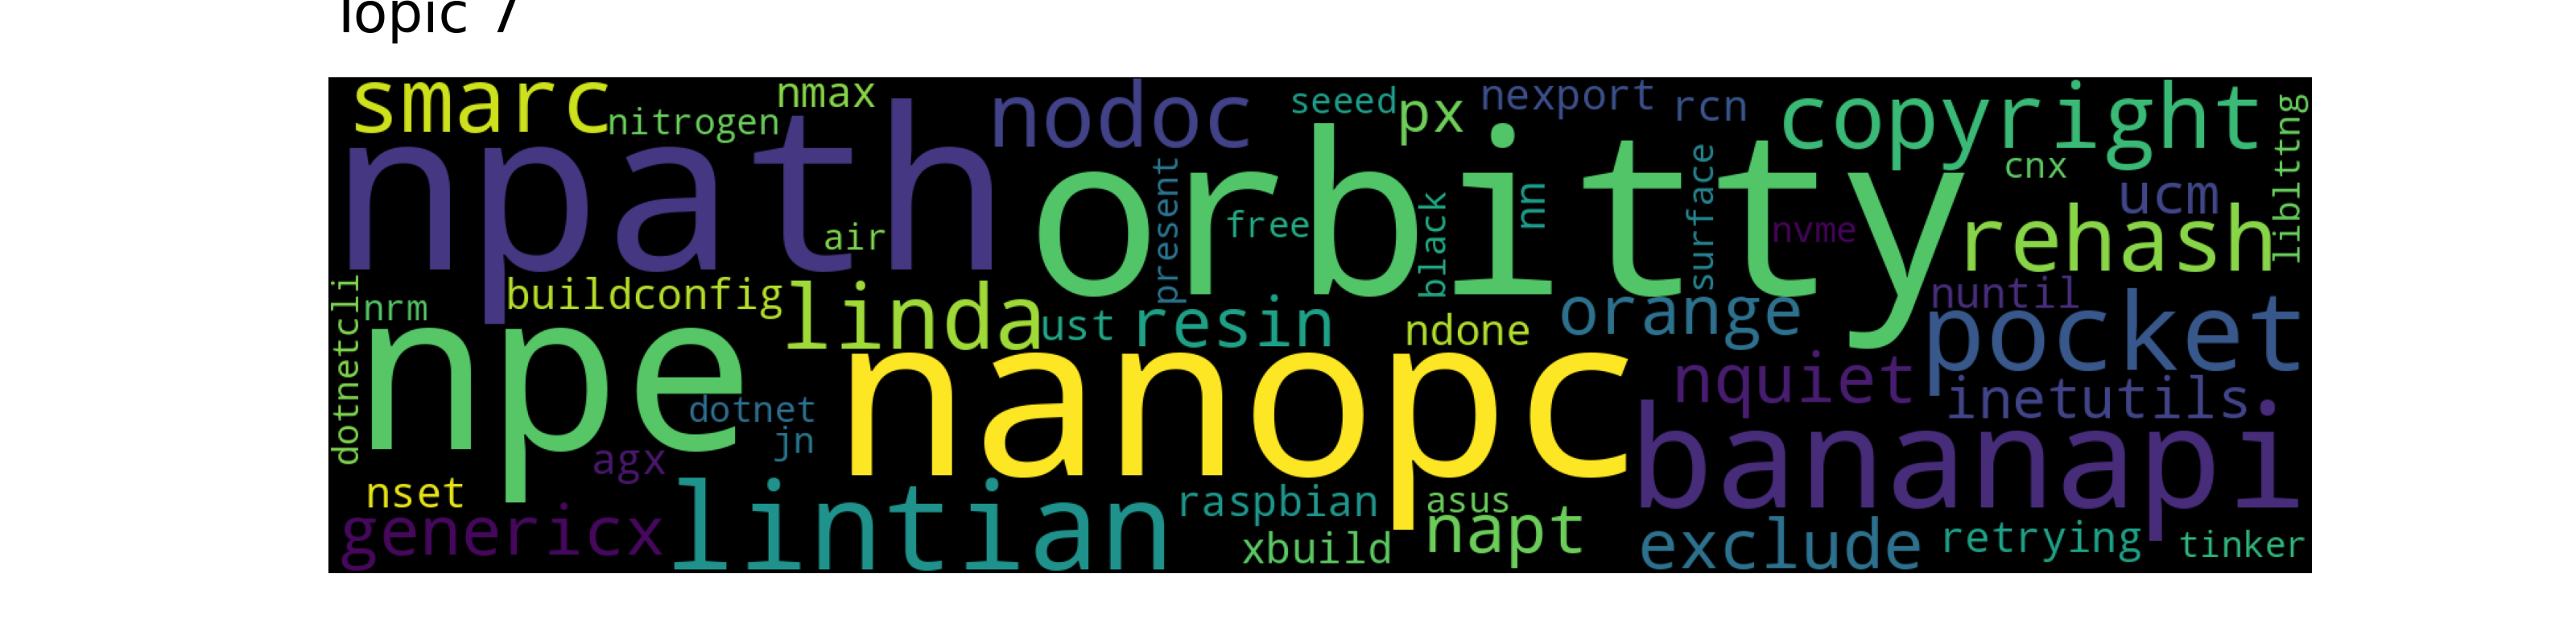 Topic 7
smarc
nitrogen
nmax
nodoc
seeed
px
nexport
rcn
copyright
liblttng
npath
air
present
orbitty
free
black
nn
surface
nvme
cnx
ucm
rehash
dotnetcli
nrm
buildconfig
linda
ust
resin
ndone
orange
nuntil
pocket
npe
dotnet
jn
agx
nanopc
nquiet
inetutils
bananapi
nset
genericx
lintian
raspbian
xbuild
asus
napt
exclude
retrying
tinker